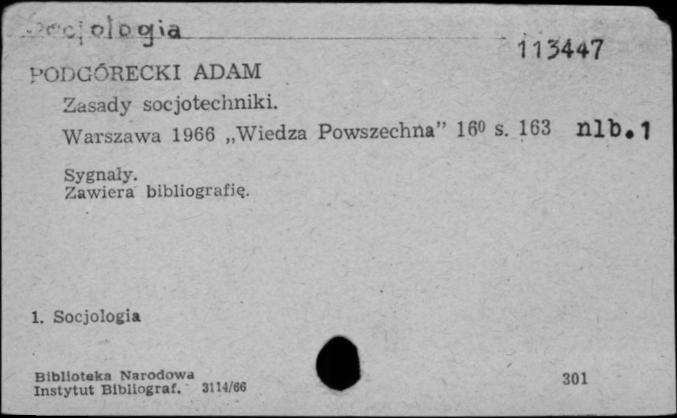 Socjologia
113447
PODGÓRECKI ADAM
Zasady socjotechniki.
Warszawa 1966 „Wiedza Powszechna” 16⁰ s. 163 nlb.1
Sygnały.
Zawiera bibliografię.
1. Socjologia
Biblioteka Narodowa
Instytut Bibliograf. 3114/66
301